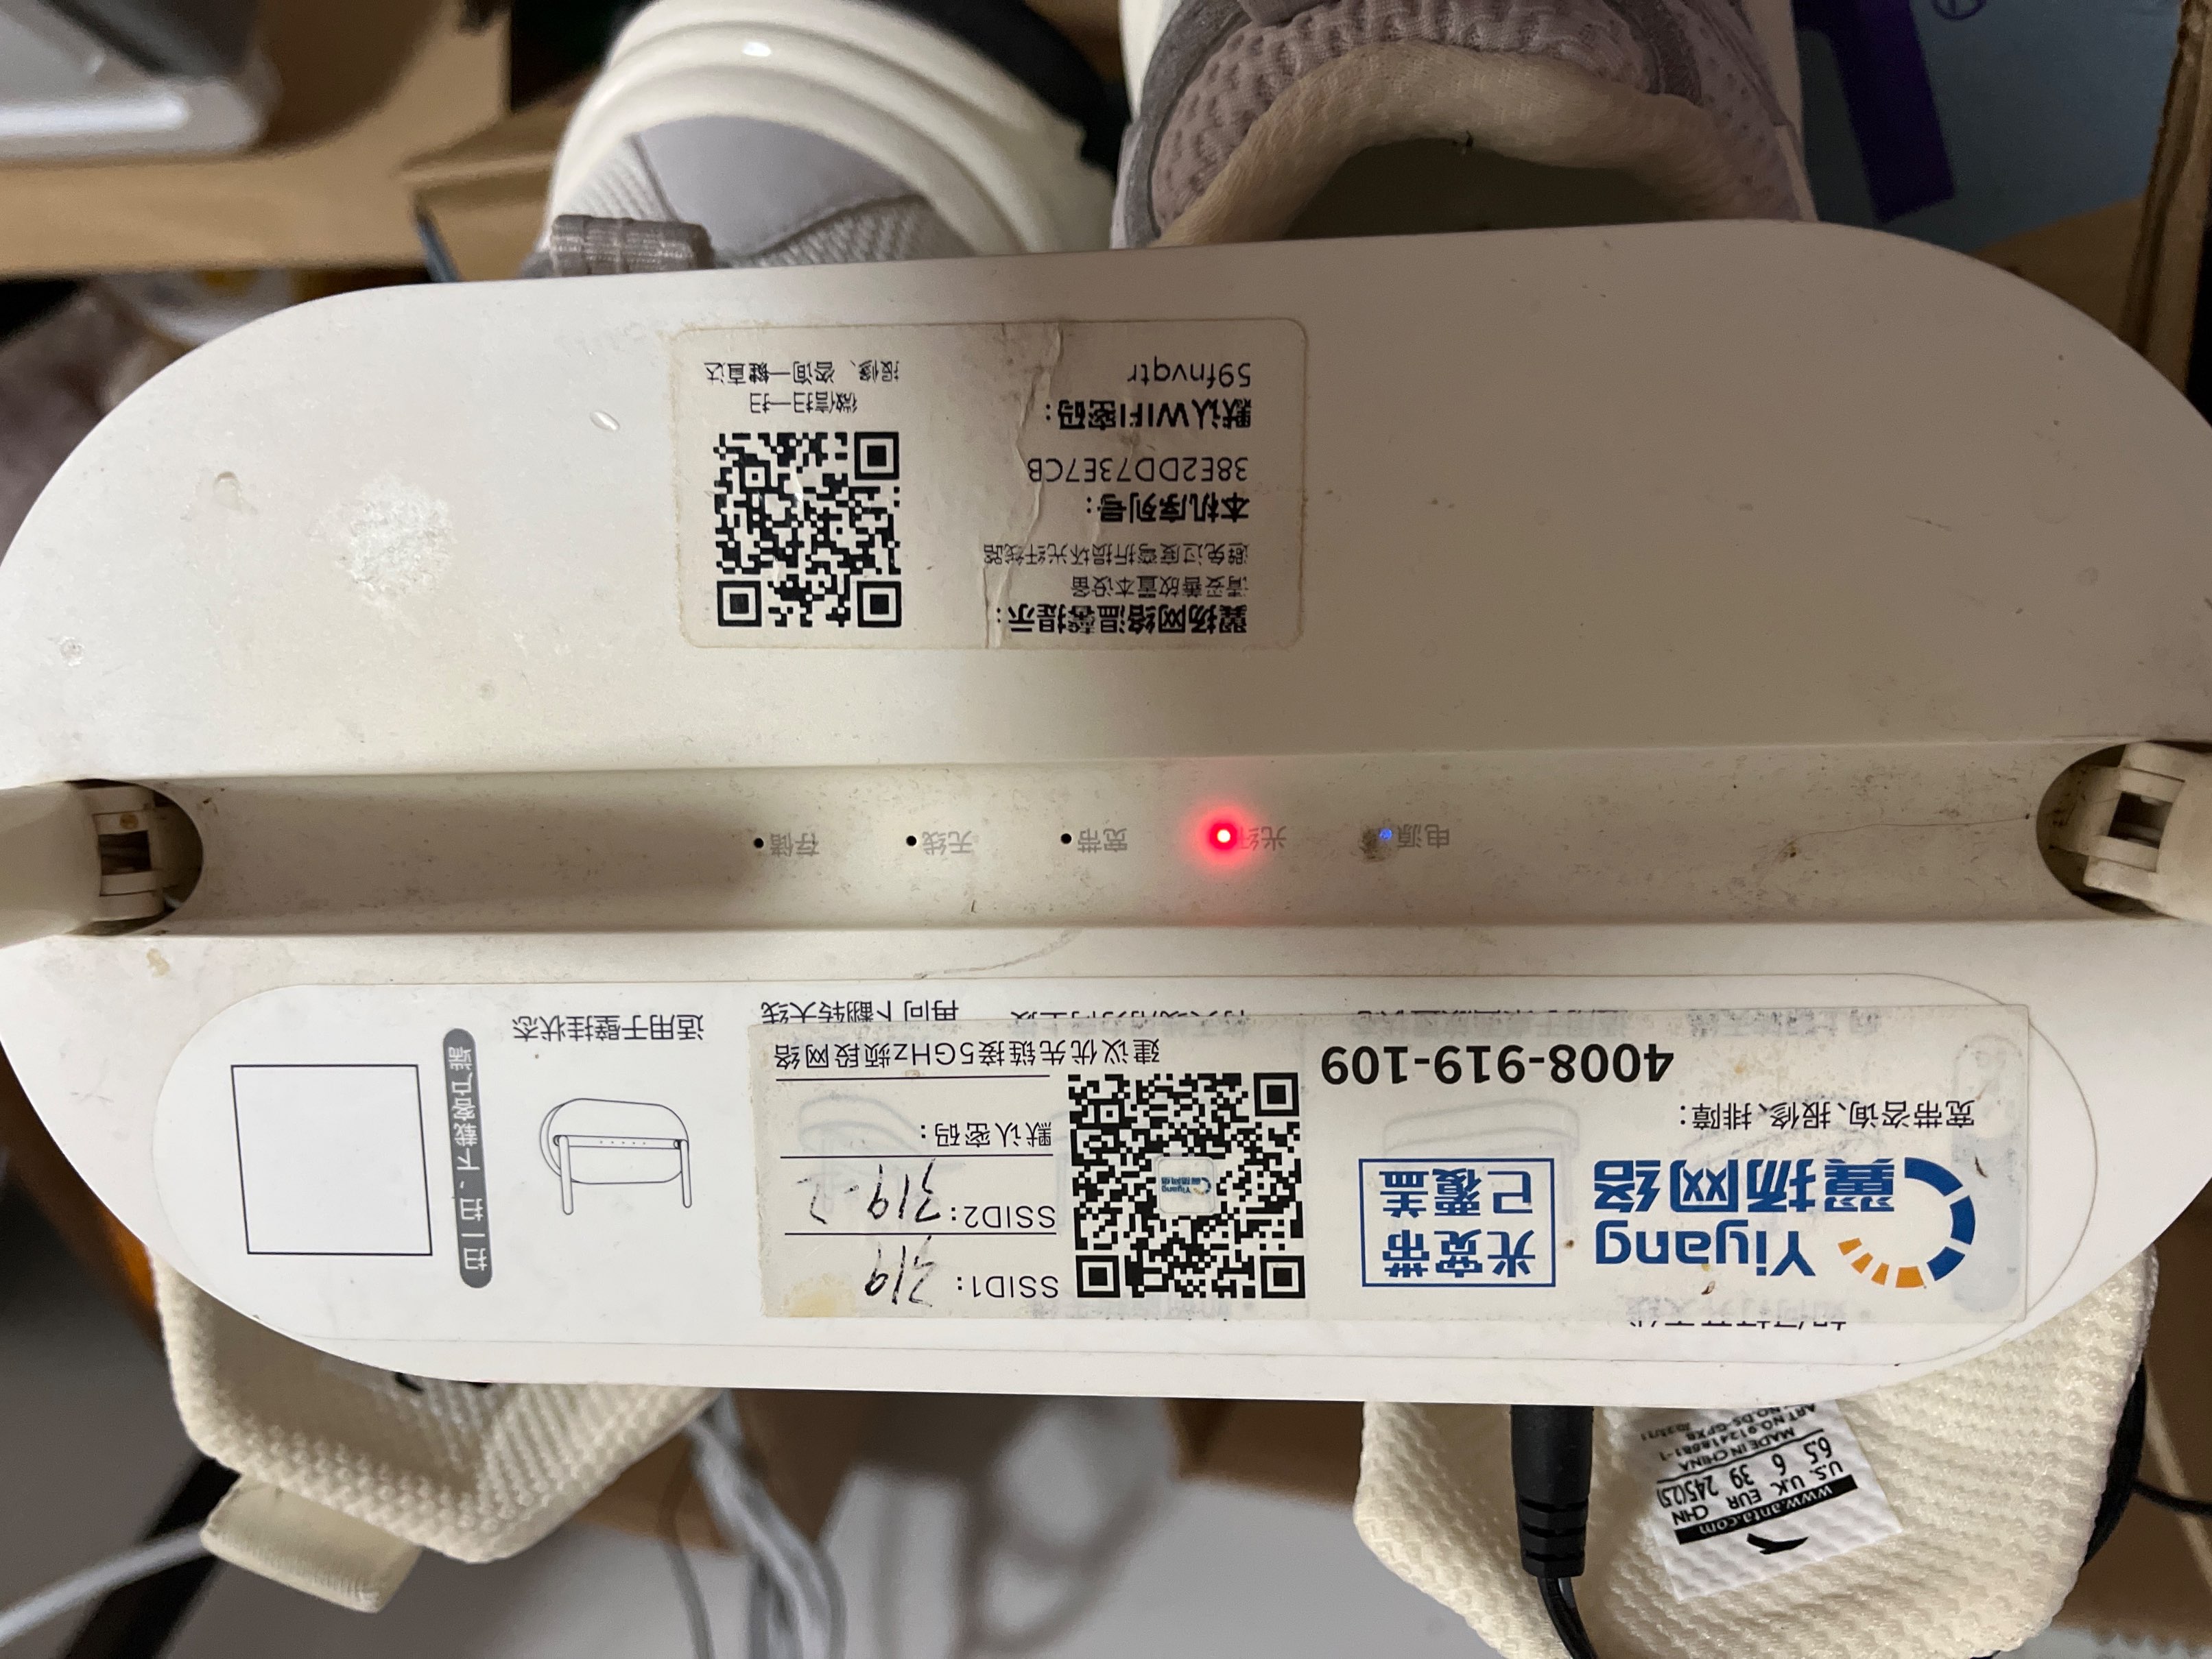 Yiyang
翼扬网络
光宽带
已覆盖
宽带咨询、报修、排障:
4008-919-109
SSID1: 319
SSID2: 319-2
默认密码:
建议优先链接5GHz频段网络
扫一扫,下载客户端
适用于壁挂状态
再向下翻转天线
电源
光纤
宽带
无线
存储
翼扬网络温馨提示:
请妥善放置本设备
避免过度弯折损坏光纤线路
本机序列号:
38E2DD73E7CB
默认WIFI密码:
59fnvqtr
微信扫一扫
报修、咨询一键直达
www.anta.com
U.S. U.K. EUR CHN
6.5 6 39 245(2.5)
MADE IN CHINA